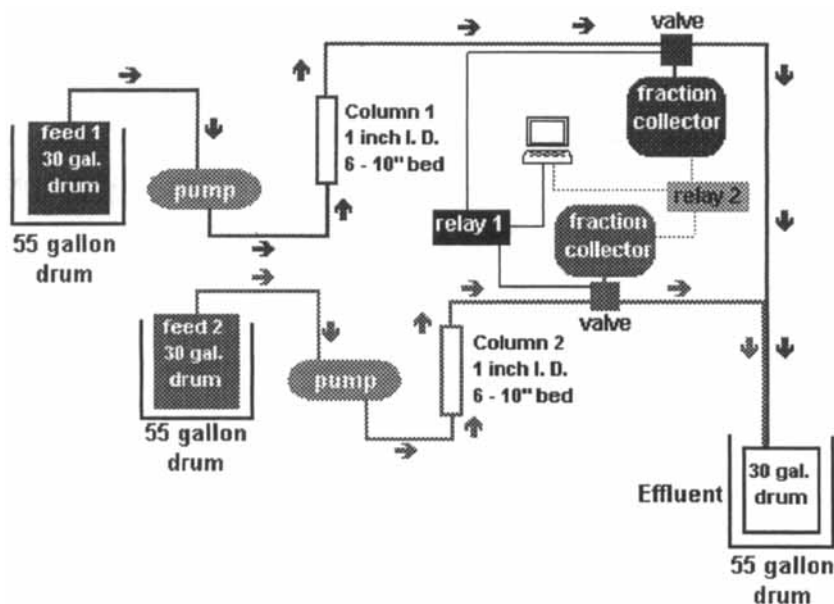 valve
feed 1
30 gal.
drum
55 gallon
drum
pump
Column 1
1 inch I. D.
6 - 10" bed
fraction
collector
relay 2
relay 1
fraction
collector
valve
feed 2
30 gal.
drum
55 gallon
drum
pump
Column 2
1 inch I. D.
6 - 10" bed
Effluent
30 gal.
drum
55 gallon
drum